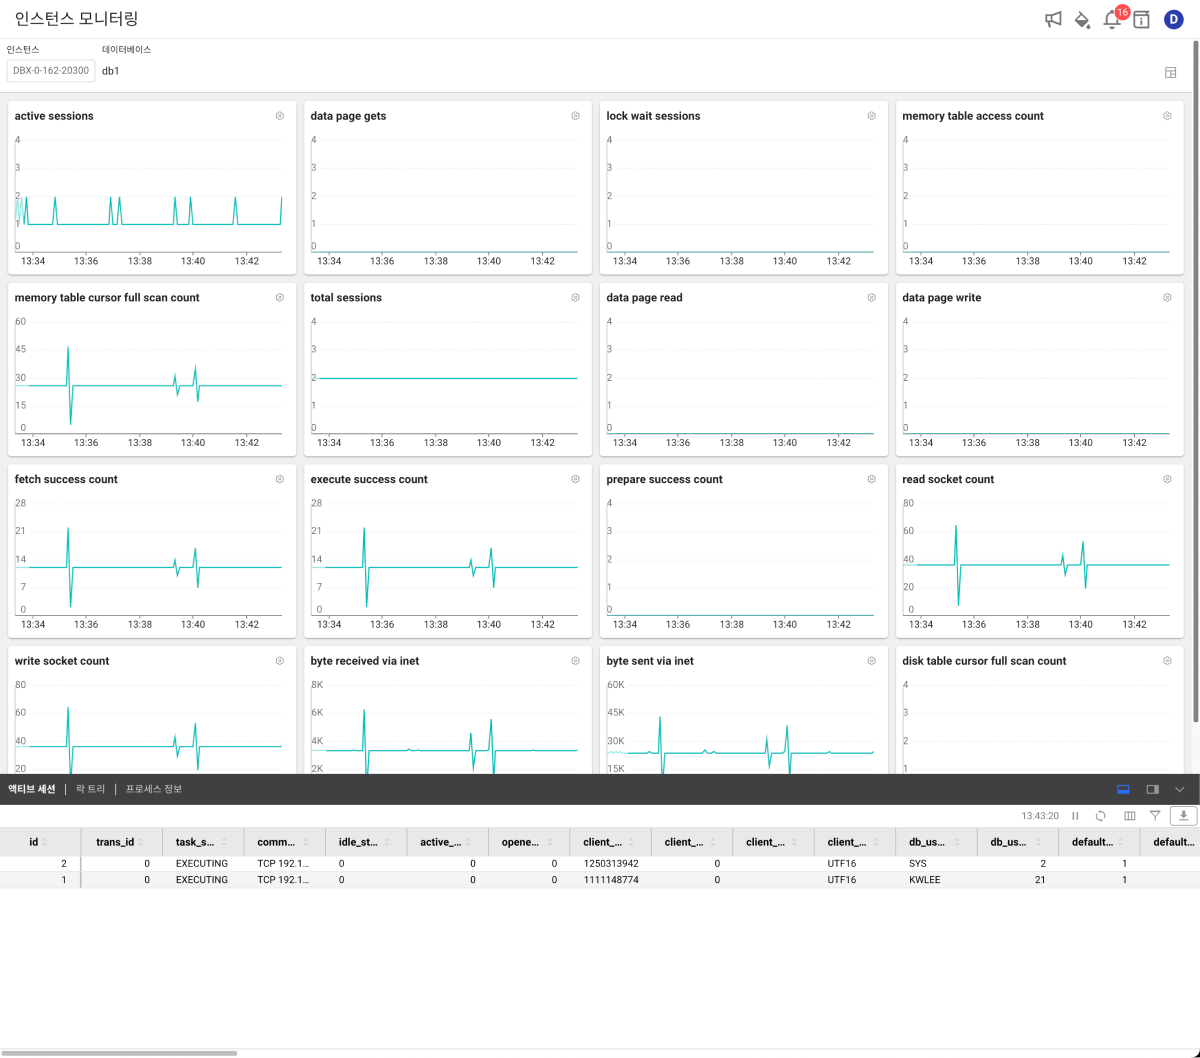 인스턴스 모니터링
16
D
인스턴스 데이터베이스
DBX-0-162-20300 db1
active sessions
4
3
2
1
0
13:34 13:36 13:38 13:40 13:42
data page gets
4
3
2
1
0
13:34 13:36 13:38 13:40 13:42
lock wait sessions
4
3
2
1
0
13:34 13:36 13:38 13:40 13:42
memory table access count
4
3
2
1
0
13:34 13:36 13:38 13:40 13:42
memory table cursor full scan count
60
45
30
15
0
13:34 13:36 13:38 13:40 13:42
total sessions
4
3
2
1
0
13:34 13:36 13:38 13:40 13:42
data page read
4
3
2
1
0
13:34 13:36 13:38 13:40 13:42
data page write
4
3
2
1
0
13:34 13:36 13:38 13:40 13:42
fetch success count
28
21
14
7
0
13:34 13:36 13:38 13:40 13:42
execute success count
28
21
14
7
0
13:34 13:36 13:38 13:40 13:42
prepare success count
4
3
2
1
0
13:34 13:36 13:38 13:40 13:42
read socket count
80
60
40
20
0
13:34 13:36 13:38 13:40 13:42
write socket count
80
60
40
20
byte received via inet
8K
6K
4K
2K
byte sent via inet
60K
45K
30K
15K
disk table cursor full scan count
4
3
2
1
액티브 세션 | 락 트리 | 프로세스 정보
13:43:20
id trans_id task_s... comm... idle_st... active_... opene... client_... client_... client_... client_... db_us... db_us... default... default...
2 0 EXECUTING TCP 192.1... 0 0 0 1250313942 0 UTF16 SYS 2 1
1 0 EXECUTING TCP 192.1... 0 0 0 1111148774 0 UTF16 KWLEE 21 1